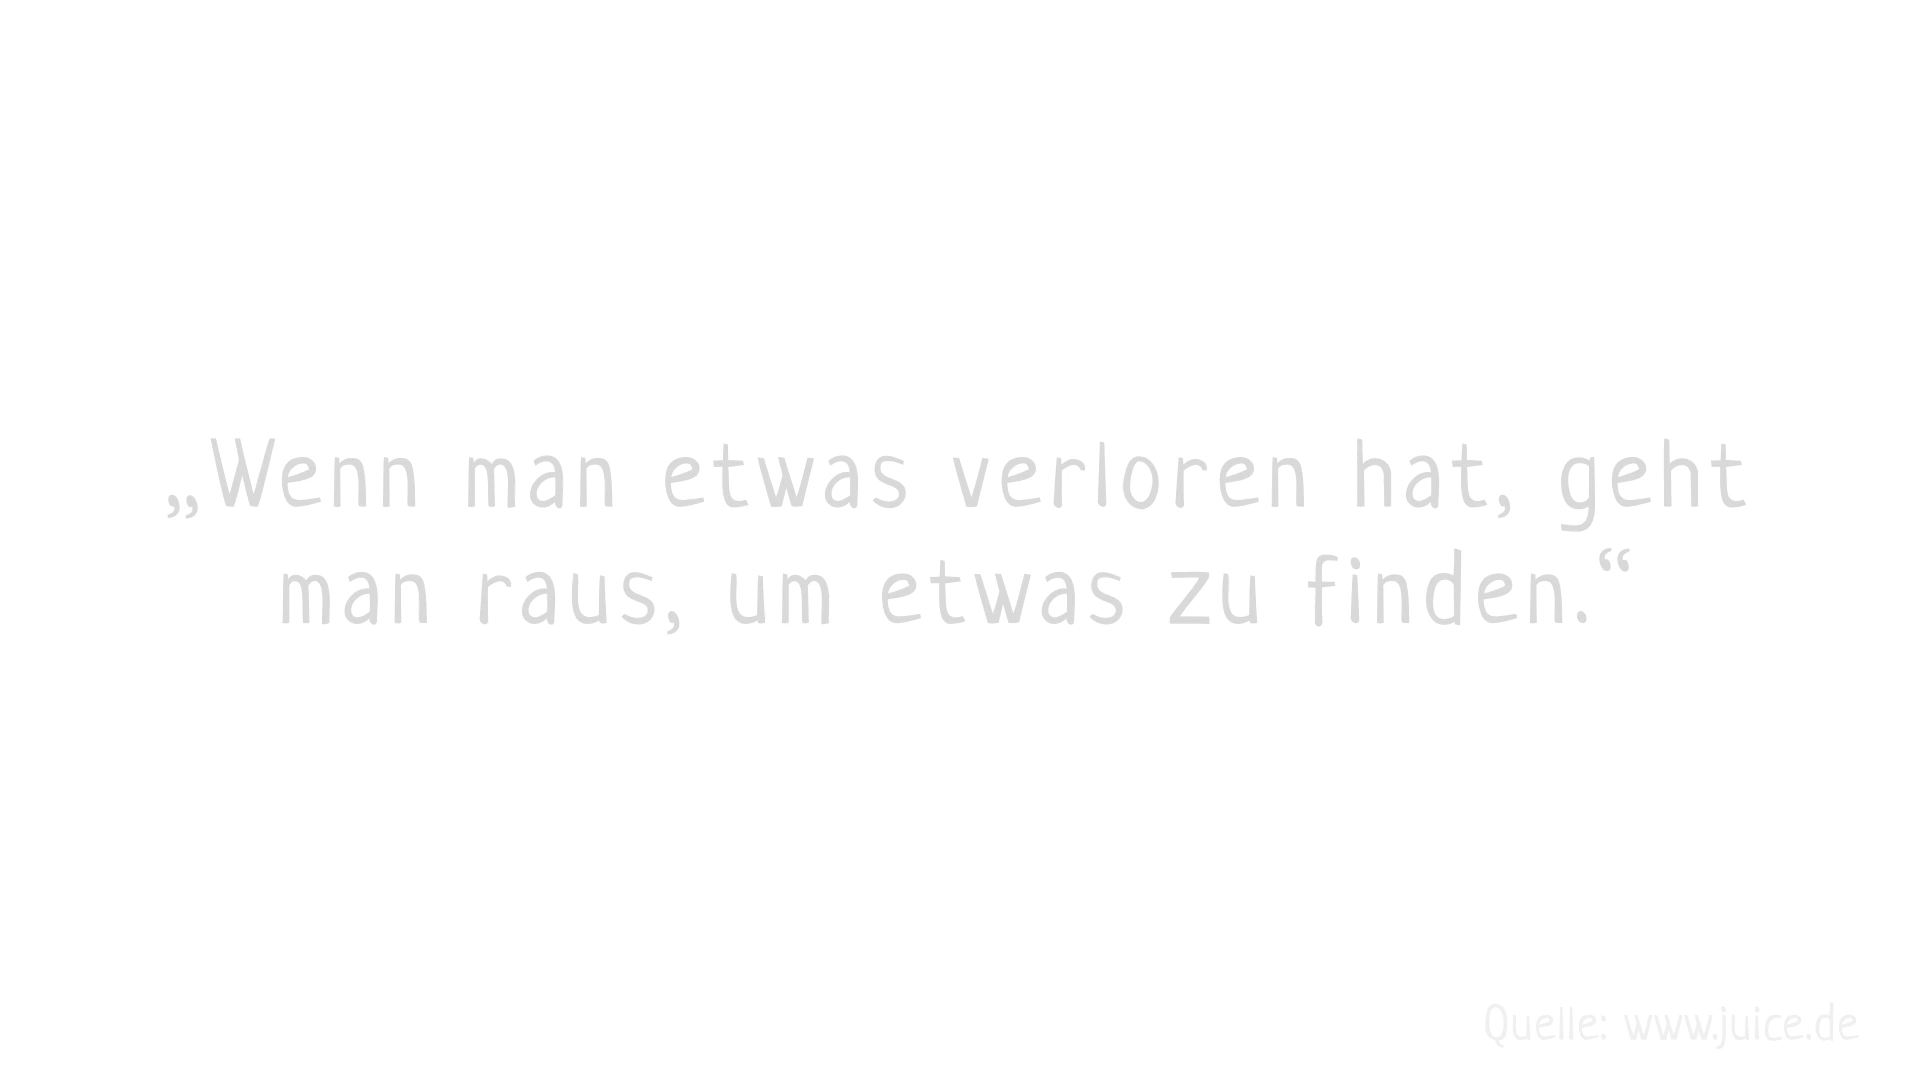 „Wenn man etwas verloren hat, geht
man raus, um etwas zu finden.“
Quelle: www.juice.de